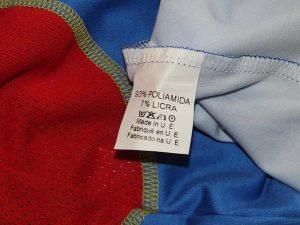 93% POLIAMIDA
7% LICRA
Made in U.E.
Fabriqué en U.E.
Fabricado na U.E.